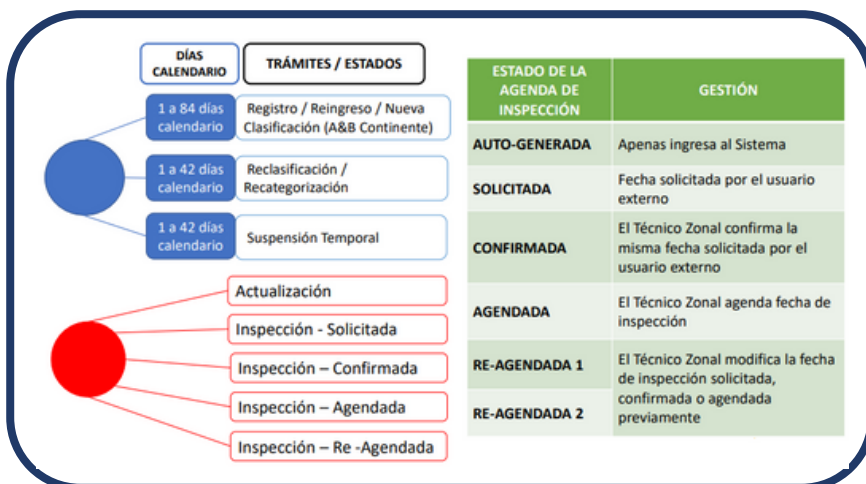 DÍAS
CALENDARIO
TRÁMITES / ESTADOS
1 a 84 días
calendario
Registro / Reingreso / Nueva
Clasificación (A&B Continente)
1 a 42 días
calendario
Reclasificación /
Recategorización
1 a 42 días
calendario
Suspensión Temporal
Actualización
Inspección - Solicitada
Inspección – Confirmada
Inspección – Agendada
Inspección – Re -Agendada
ESTADO DE LA
AGENDA DE
INSPECCIÓN
GESTIÓN
AUTO-GENERADA
Apenas ingresa al Sistema
SOLICITADA
Fecha solicitada por el usuario
externo
CONFIRMADA
El Técnico Zonal confirma la
misma fecha solicitada por el
usuario externo
AGENDADA
El Técnico Zonal agenda fecha de
inspección
RE-AGENDADA 1
RE-AGENDADA 2
El Técnico Zonal modifica la fecha
de inspección solicitada,
confirmada o agendada
previamente